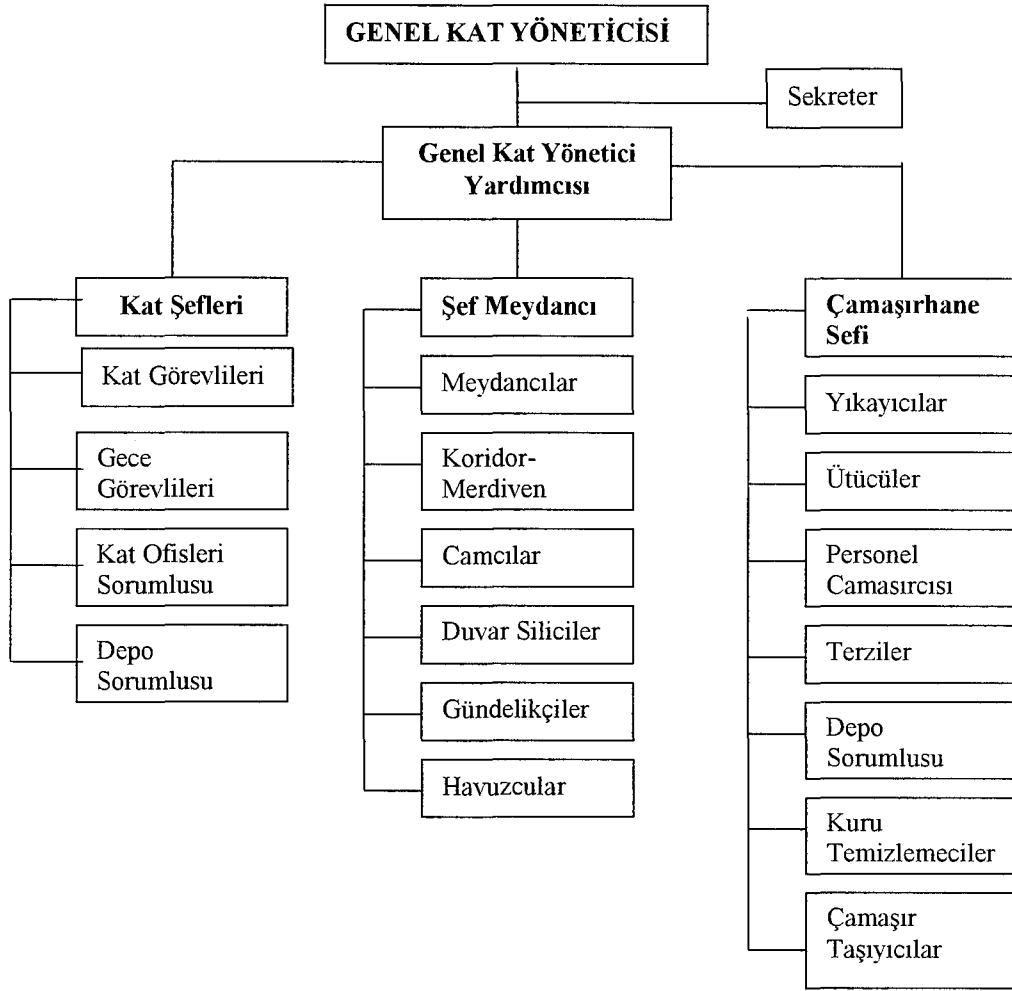 GENEL KAT YÖNETİCİSİ
Sekreter
Genel Kat Yönetici
Yardımcısı
Kat Şefleri
Kat Görevlileri
Gece
Görevlileri
Kat Ofisleri
Sorumlusu
Depo
Sorumlusu
Şef Meydancı
Meydancılar
Koridor-
Merdiven
Camcılar
Duvar Siliciler
Gündelikçiler
Havuzcular
Çamaşırhane
Sefi
Yıkayıcılar
Ütücüler
Personel
Camasırcısı
Terziler
Depo
Sorumlusu
Kuru
Temizlemeciler
Çamaşır
Taşıyıcılar